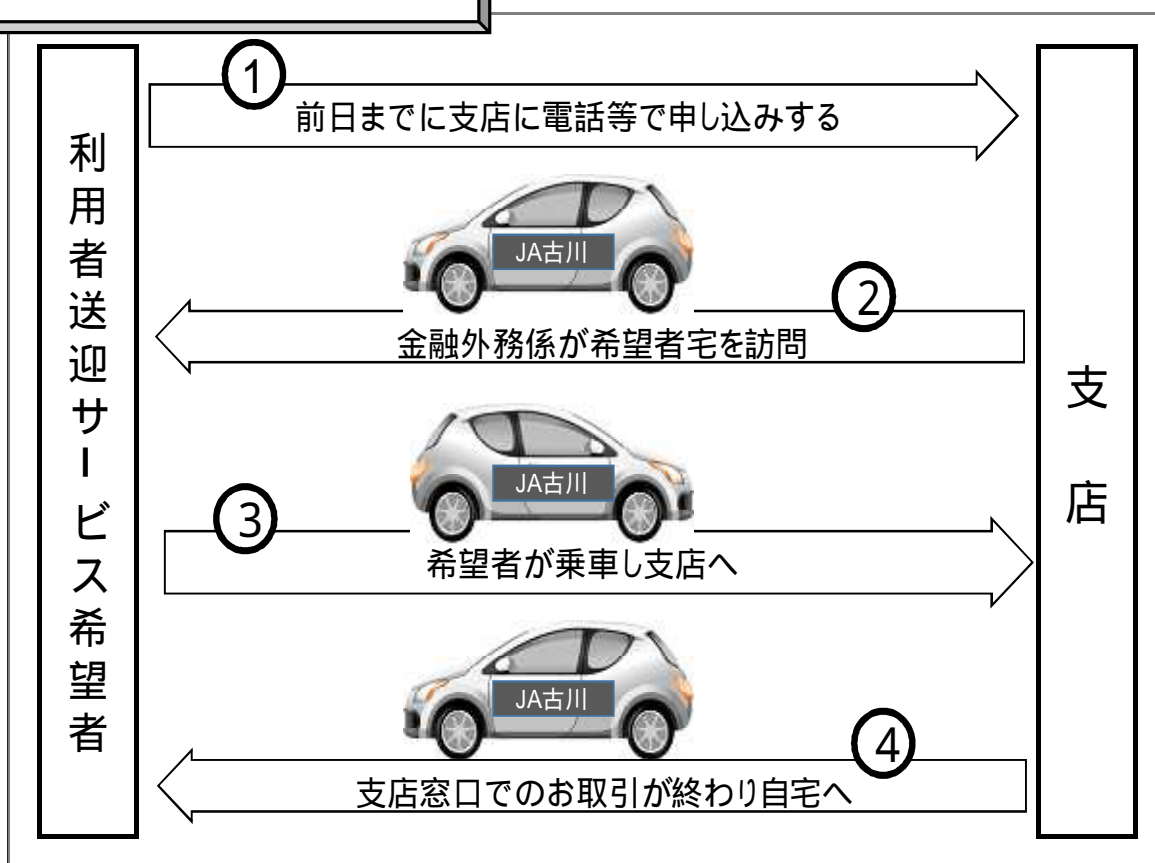 利用者送迎サービス希望者
①
前日までに支店に電話等で申し込みする
JA古川
②
金融外務係が希望者宅を訪問
JA古川
③
希望者が乗車し支店へ
JA古川
④
支店窓口でのお取引が終わり自宅へ
支店